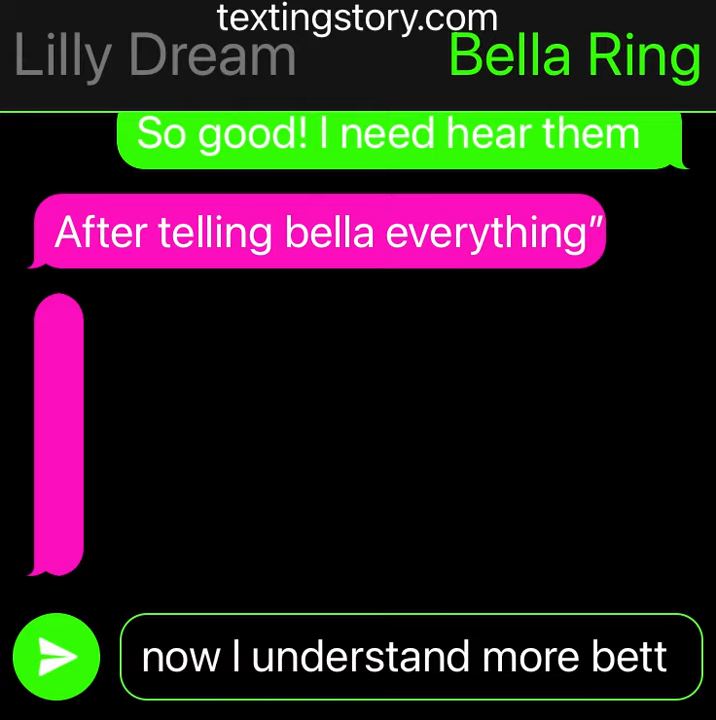 textingstory.com
Lilly Dream Bella Ring
So good! I need hear them
After telling bella everything”
now I understand more bett